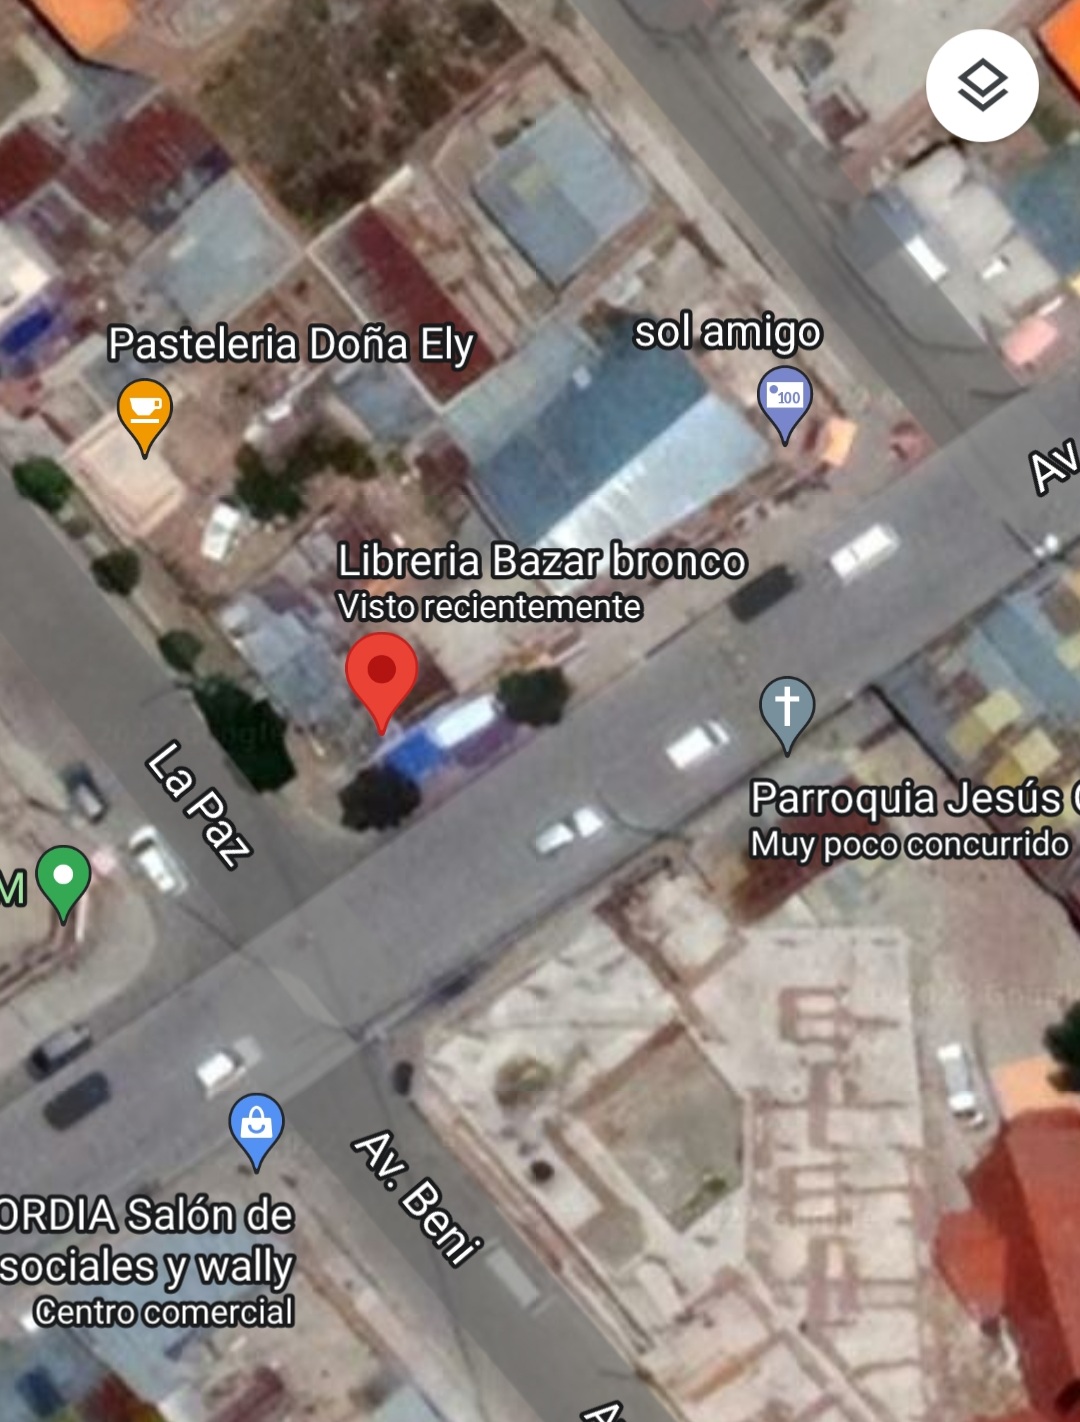 Pasteleria Doña Ely
sol amigo
100
Av
Libreria Bazar bronco
Visto recientemente
La Paz
Parroquia Jesús
Muy poco concurrido
M
ORDIA Salón de
sociales y wally
Centro comercial
Av. Beni
A